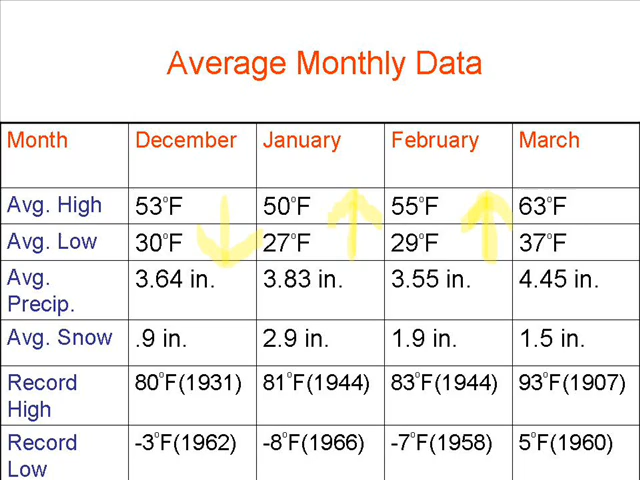 Average Monthly Data
Month December January February March
Avg. High 53°F 50°F 55°F 63°F
Avg. Low 30°F 27°F 29°F 37°F
Avg. Precip. 3.64 in. 3.83 in. 3.55 in. 4.45 in.
Avg. Snow .9 in. 2.9 in. 1.9 in. 1.5 in.
Record High 80°F(1931) 81°F(1944) 83°F(1944) 93°F(1907)
Record Low -3°F(1962) -8°F(1966) -7°F(1958) 5°F(1960)